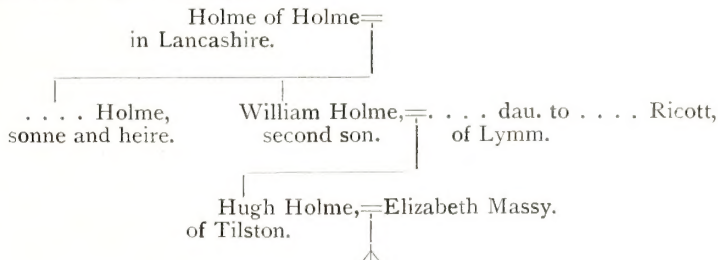 Holme of Holme=
in Lancashire.
. . . . Holme,
sonne and heire.
William Holme,=. . . . dau. to . . . . Ricott,
second son.
of Lymm.
Hugh Holme,=Elizabeth Massy.
of Tilston.